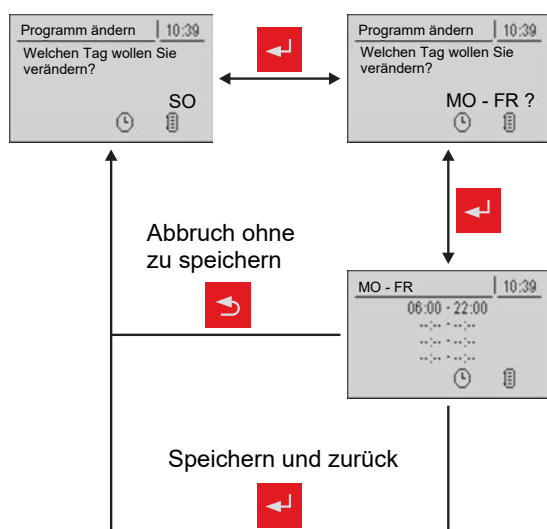 Programm ändern 10:39
Welchen Tag wollen Sie
verändern?
SO
Programm ändern 10:39
Welchen Tag wollen Sie
verändern?
MO - FR ?
Abbruch ohne
zu speichern
MO - FR 10:39
06:00 - 22:00
--:-- - --:--
--:-- - --:--
--:-- - --:--
Speichern und zurück